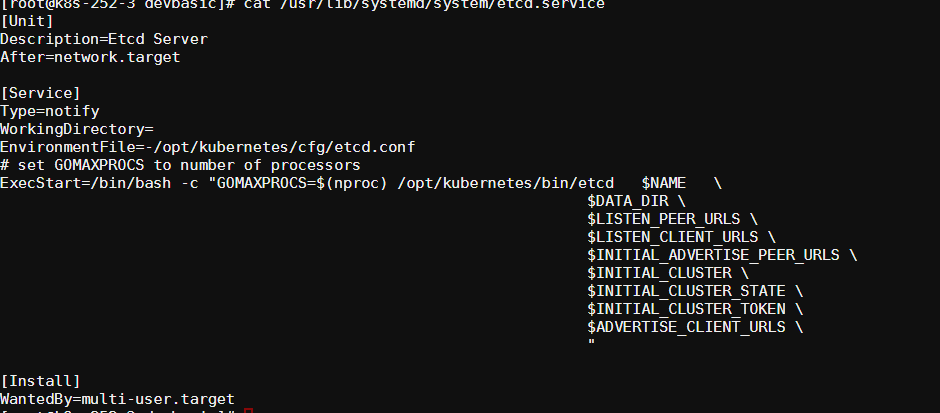 [root@k8s-252-3 devbasic]# cat /usr/lib/systemd/system/etcd.service
[Unit]
Description=Etcd Server
After=network.target

[Service]
Type=notify
WorkingDirectory=
EnvironmentFile=-/opt/kubernetes/cfg/etcd.conf
# set GOMAXPROCS to number of processors
ExecStart=/bin/bash -c "GOMAXPROCS=$(nproc) /opt/kubernetes/bin/etcd   $NAME   \
$DATA_DIR \
$LISTEN_PEER_URLS \
$LISTEN_CLIENT_URLS \
$INITIAL_ADVERTISE_PEER_URLS \
$INITIAL_CLUSTER \
$INITIAL_CLUSTER_STATE \
$INITIAL_CLUSTER_TOKEN \
$ADVERTISE_CLIENT_URLS \
"

[Install]
WantedBy=multi-user.target